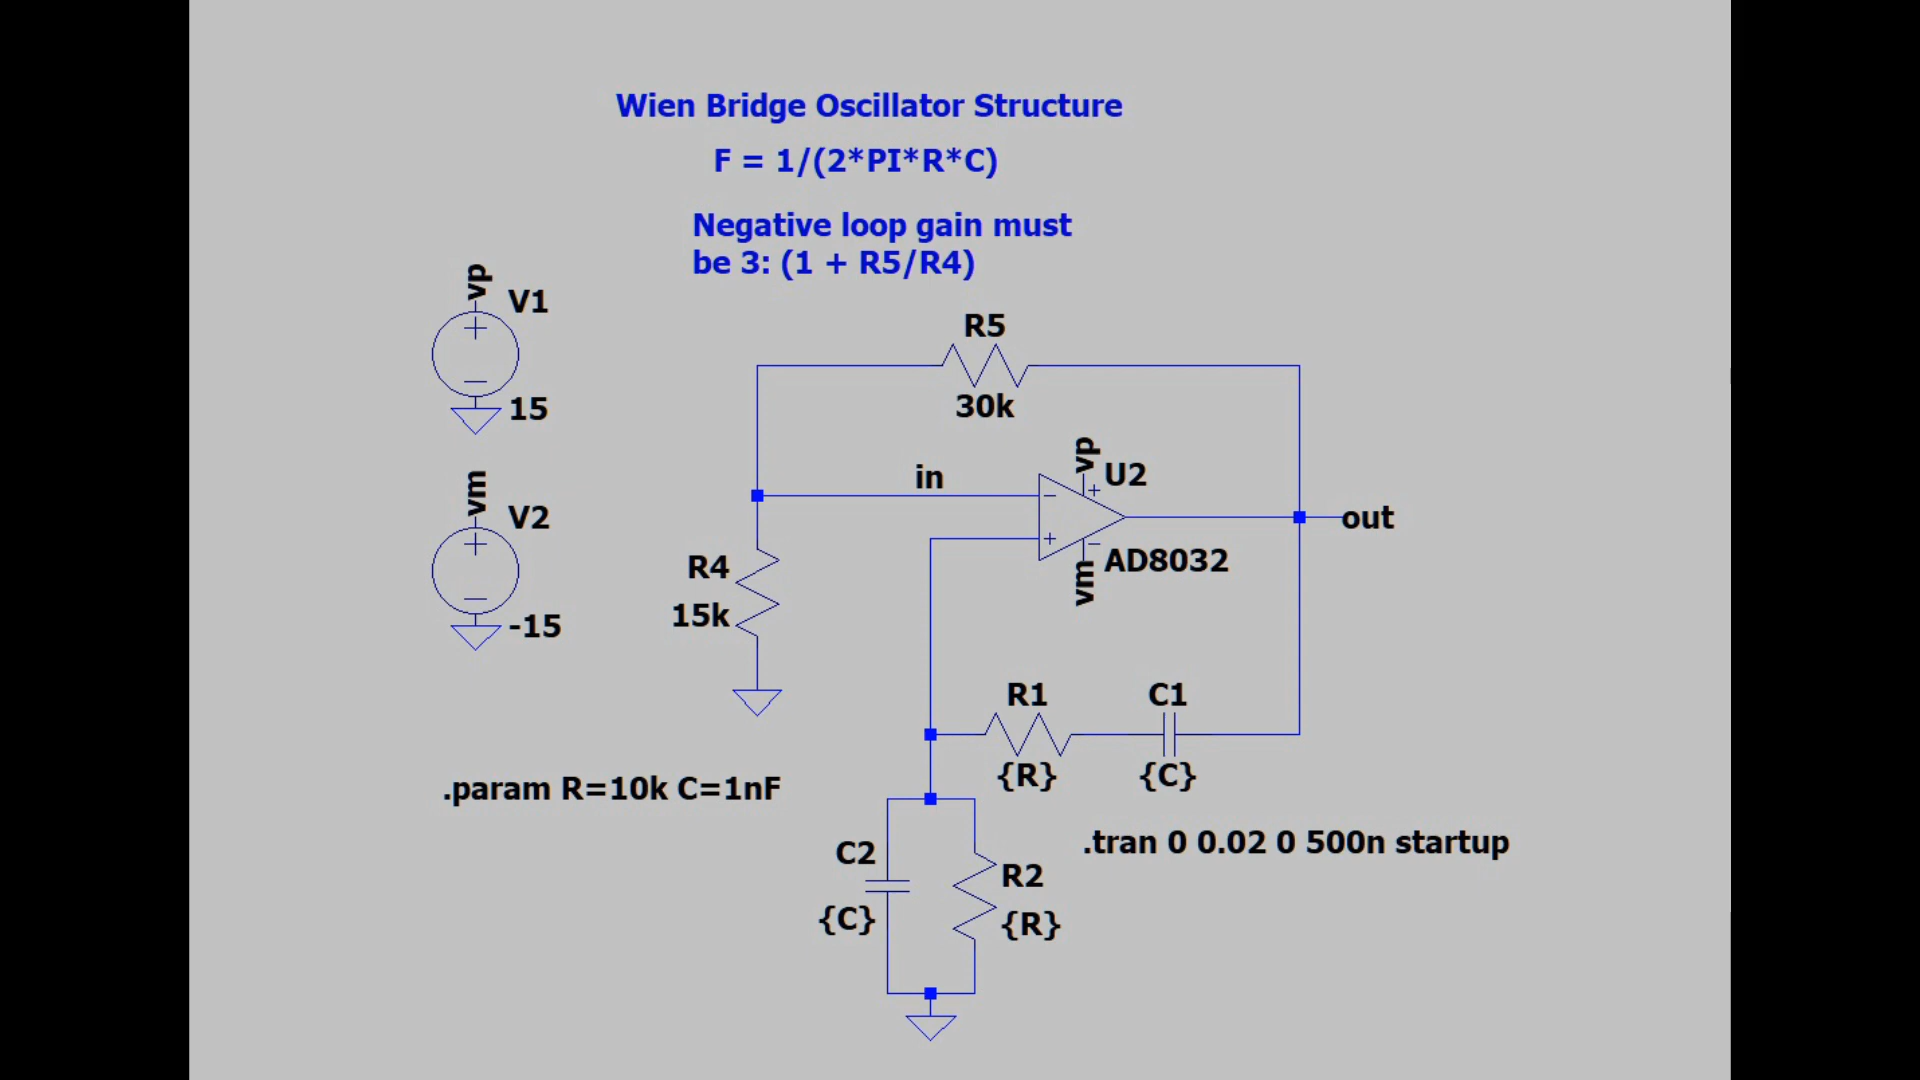 Wien Bridge Oscillator Structure
F = 1/(2*PI*R*C)
Negative loop gain must
be 3: (1 + R5/R4)
vp
V1
15
vm
V2
-15
R5
30k
in
vp
U2
out
vm
AD8032
R4
15k
R1
{R}
C1
{C}
.param R=10k C=1nF
.tran 0 0.02 0 500n startup
C2
{C}
R2
{R}